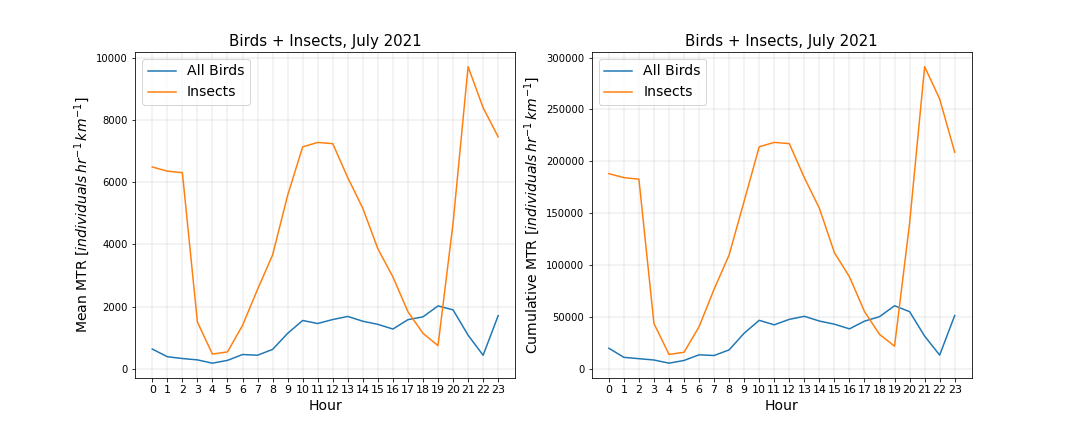 Birds + Insects, July 2021
Mean MTR [individuals hr⁻¹ km⁻¹]
10000
8000
6000
4000
2000
0
All Birds
Insects
0 1 2 3 4 5 6 7 8 9 10 11 12 13 14 15 16 17 18 19 20 21 22 23
Hour
Birds + Insects, July 2021
Cumulative MTR [individuals hr⁻¹ km⁻¹]
300000
250000
200000
150000
100000
50000
0
All Birds
Insects
0 1 2 3 4 5 6 7 8 9 10 11 12 13 14 15 16 17 18 19 20 21 22 23
Hour